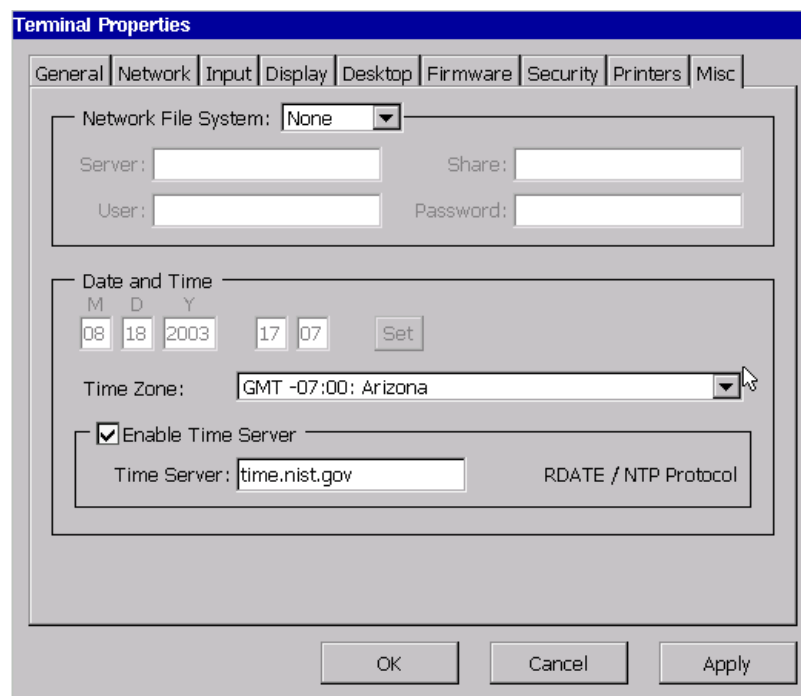 Terminal Properties
General Network Input Display Desktop Firmware Security Printers Misc
Network File System: None
Server: Share:
User: Password:
Date and Time
M D Y
08 18 2003 17 07 Set
Time Zone: GMT -07:00: Arizona
Enable Time Server
Time Server: time.nist.gov RDATE / NTP Protocol
OK Cancel Apply